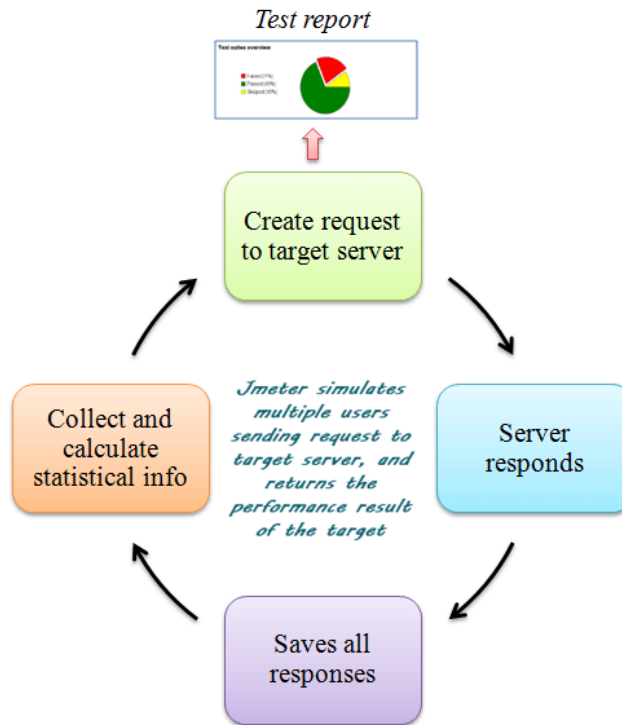 Test report
Test suites overview
Create request
to target server
Jmeter simulates
multiple users
sending request to
target server, and
returns the
performance result
of the target
Collect and
calculate
statistical info
Server
responds
Saves all
responses